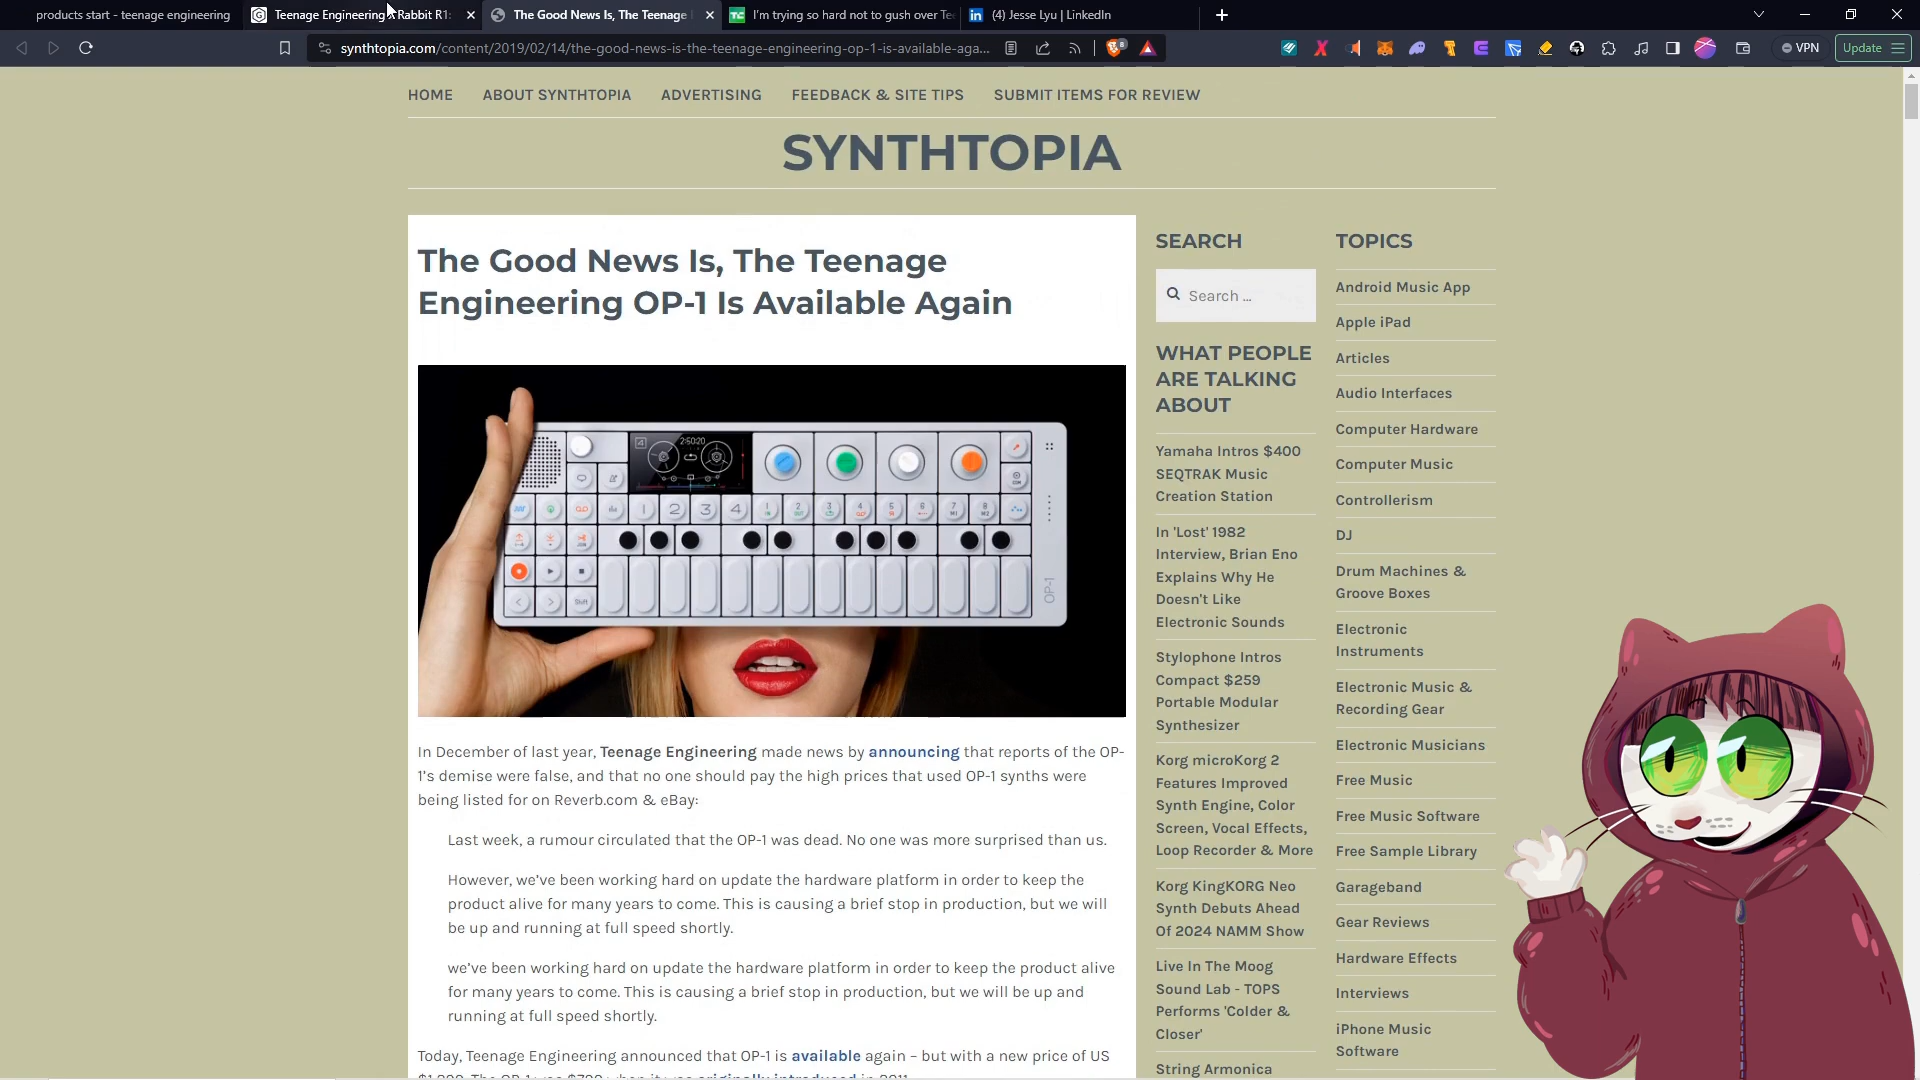 products start - teenage engineering
Teenage Engineering x Rabbit R1:
The Good News Is, The Teenage
I'm trying so hard not to gush over Te
(4) Jesse Lyu | LinkedIn
synthtopia.com/content/2019/02/14/the-good-news-is-the-teenage-engineering-op-1-is-available-aga...
VPN
Update
HOME
ABOUT SYNTHTOPIA
ADVERTISING
FEEDBACK & SITE TIPS
SUBMIT ITEMS FOR REVIEW
SYNTHTOPIA
The Good News Is, The Teenage
Engineering OP-1 Is Available Again
In December of last year, Teenage Engineering made news by announcing that reports of the OP-
1's demise were false, and that no one should pay the high prices that used OP-1 synths were
being listed for on Reverb.com & eBay:
Last week, a rumour circulated that the OP-1 was dead. No one was more surprised than us.
However, we've been working hard on update the hardware platform in order to keep the
product alive for many years to come. This is causing a brief stop in production, but we will
be up and running at full speed shortly.
we've been working hard on update the hardware platform in order to keep the product alive
for many years to come. This is causing a brief stop in production, but we will be up and
running at full speed shortly.
Today, Teenage Engineering announced that OP-1 is available again – but with a new price of US
SEARCH
Search ...
WHAT PEOPLE
ARE TALKING
ABOUT
Yamaha Intros $400
SEQTRAK Music
Creation Station
In 'Lost' 1982
Interview, Brian Eno
Explains Why He
Doesn't Like
Electronic Sounds
Stylophone Intros
Compact $259
Portable Modular
Synthesizer
Korg microKorg 2
Features Improved
Synth Engine, Color
Screen, Vocal Effects,
Loop Recorder & More
Korg KingKORG Neo
Synth Debuts Ahead
Of 2024 NAMM Show
Live In The Moog
Sound Lab - TOPS
Performs 'Colder &
Closer'
String Armonica
TOPICS
Android Music App
Apple iPad
Articles
Audio Interfaces
Computer Hardware
Computer Music
Controllerism
DJ
Drum Machines &
Groove Boxes
Electronic
Instruments
Electronic Music &
Recording Gear
Electronic Musicians
Free Music
Free Music Software
Free Sample Library
Garageband
Gear Reviews
Hardware Effects
Interviews
iPhone Music
Software
2:50:20
1 2 3 4
Shift
OP-1